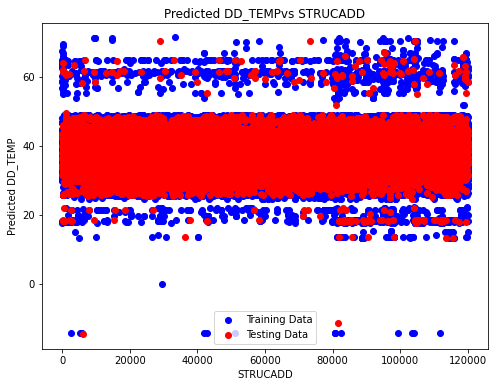 Predicted DD_TEMPvs STRUCADD
Predicted DD_TEMP
60
40
20
0
Training Data
Testing Data
0 20000 40000 60000 80000 100000 120000
STRUCADD